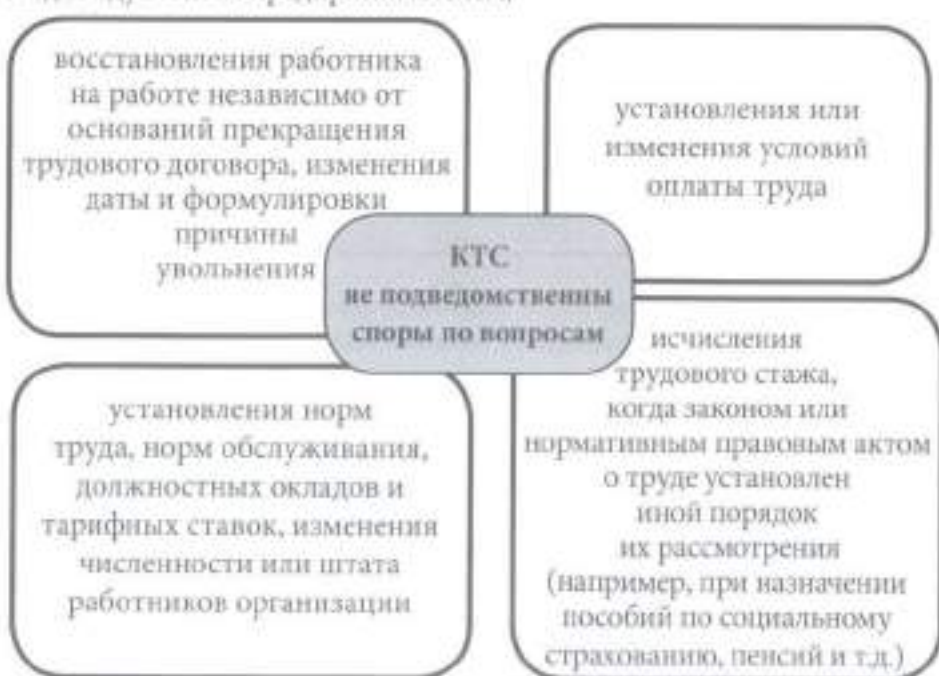 восстановления работника
на работе независимо от
оснований прекращения
трудового договора, изменения
даты и формулировки
причины
увольнения
установления или
изменения условий
оплаты труда
КТС
не подведомственны
споры по вопросам
установления норм
труда, норм обслуживания,
должностных окладов и
тарифных ставок, изменения
численности или штата
работников организации
исчисления
трудового стажа,
когда законом или
нормативным правовым актом
о труде установлен
иной порядок
их рассмотрения
(например, при назначении
пособий по социальному
страхованию, пенсий и т.д.)